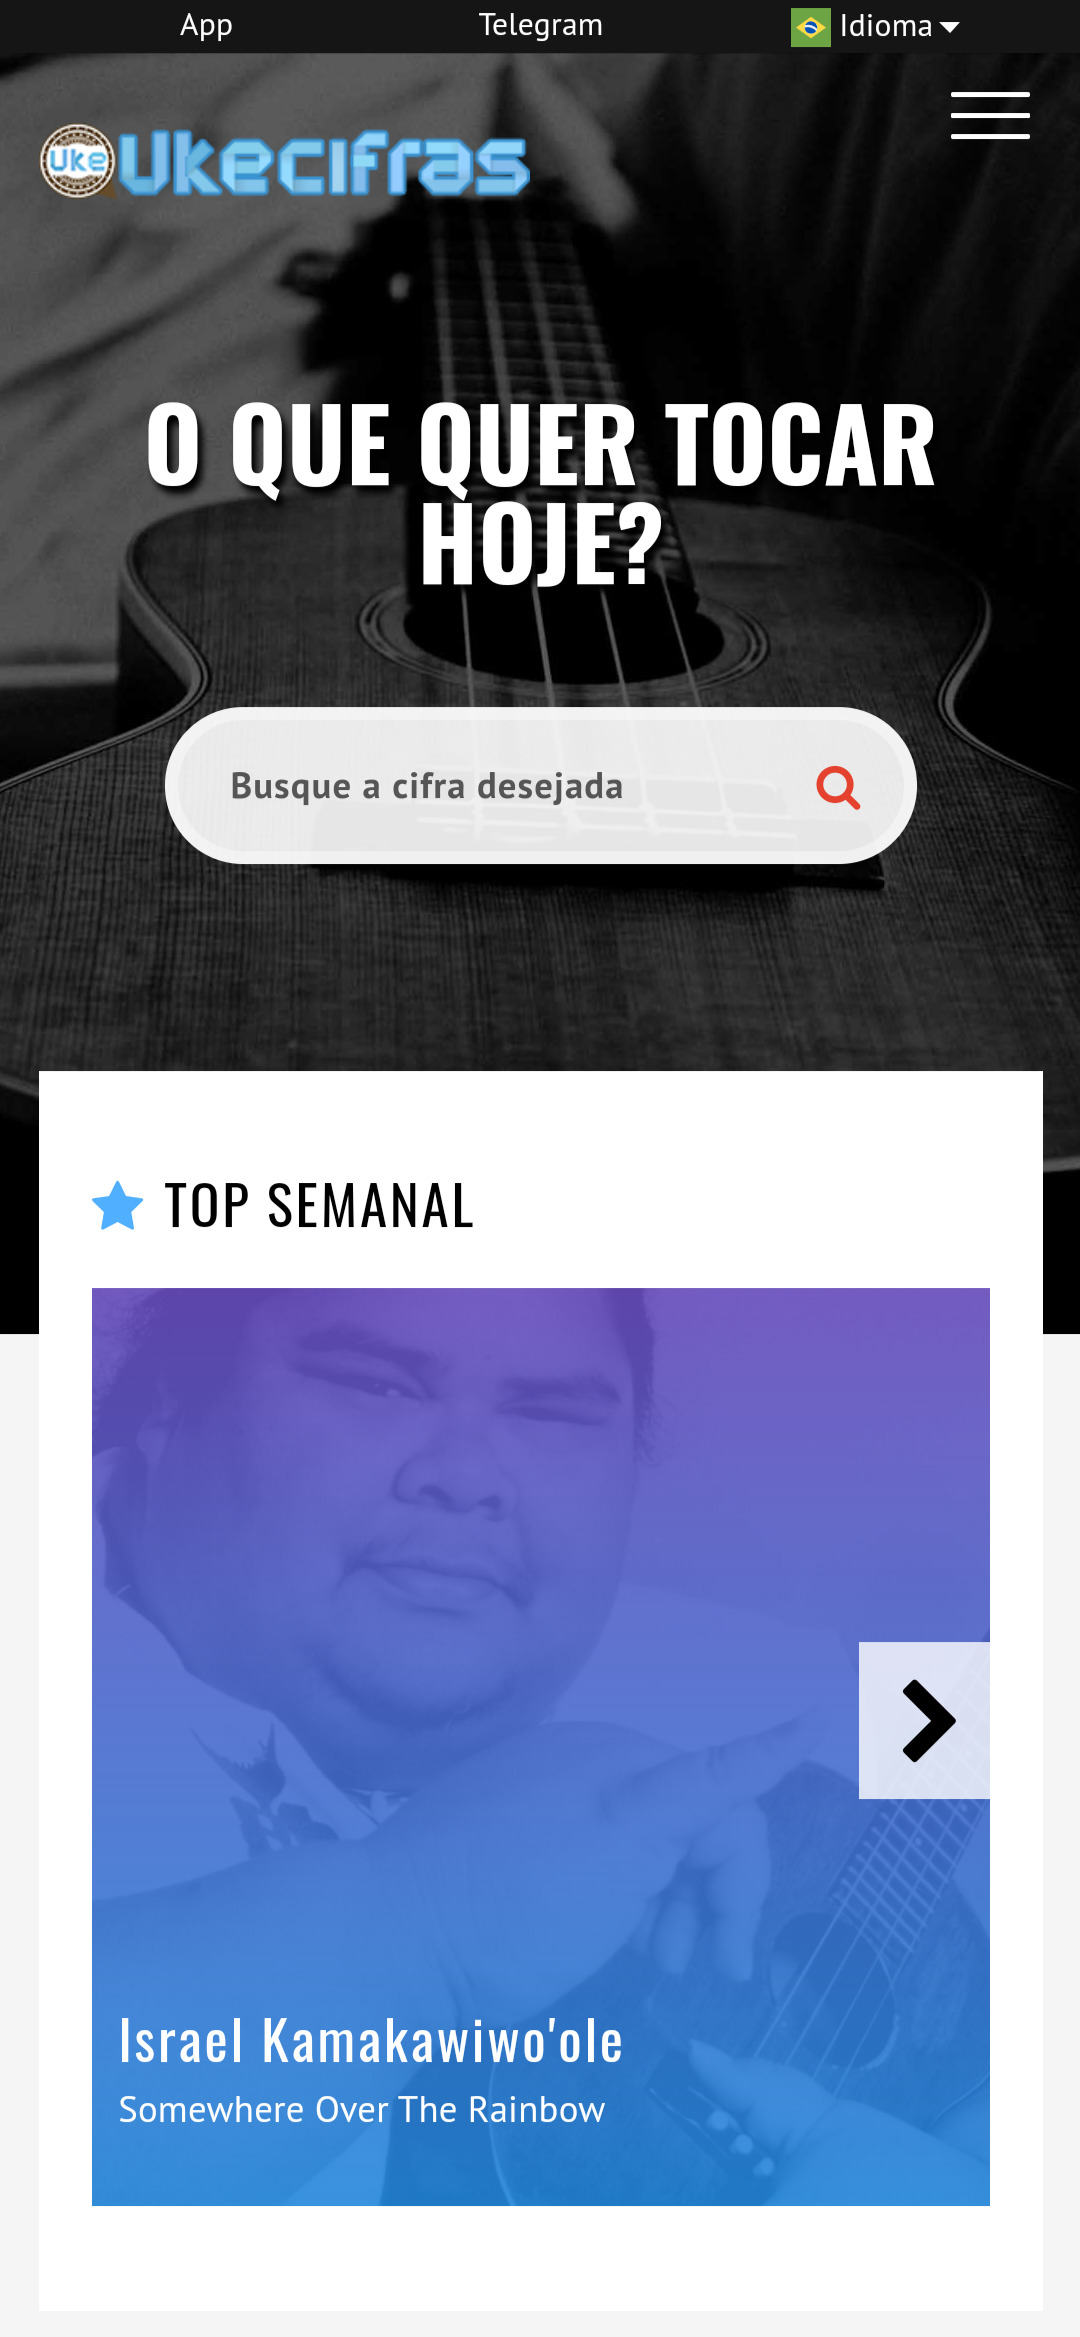 App Telegram Idioma
Uke Ukecifras
O QUE QUER TOCAR
HOJE?
Busque a cifra desejada
TOP SEMANAL
Israel Kamakawiwo'ole
Somewhere Over The Rainbow